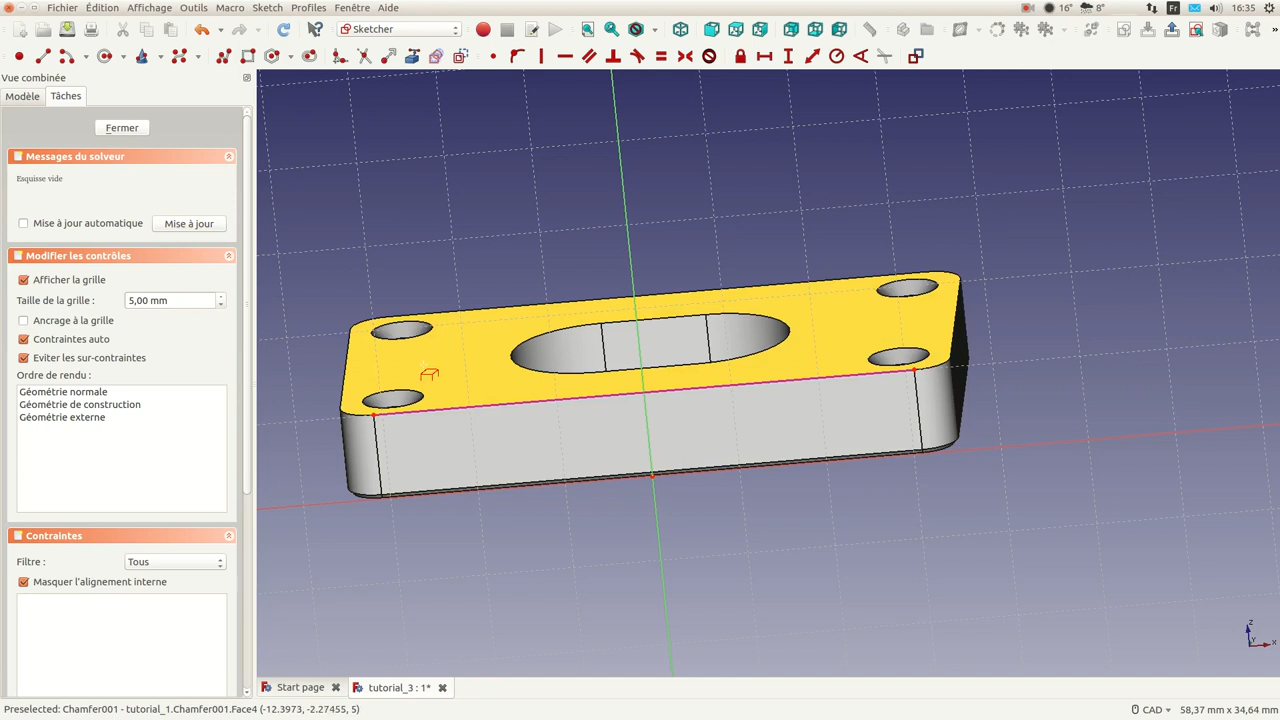 Fichier Édition Affichage Outils Macro Sketch Profiles Fenêtre Aide
16° 8° Fr 16:35
Sketcher
»
Vue combinée
Modèle Tâches
Fermer
Messages du solveur
Esquisse vide
Mise à jour automatique Mise à jour
Modifier les contrôles
Afficher la grille
Taille de la grille : 5,00 mm
Ancrage à la grille
Contraintes auto
Eviter les sur-contraintes
Ordre de rendu :
Géométrie normale
Géométrie de construction
Géométrie externe
Contraintes
Filtre : Tous
Masquer l'alignement interne
Z
Y
X
Start page tutorial_3 : 1*
Preselected: Chamfer001 - tutorial_1.Chamfer001.Face4 (-12.3973, -2.27455, 5) CAD 58,37 mm x 34,64 mm